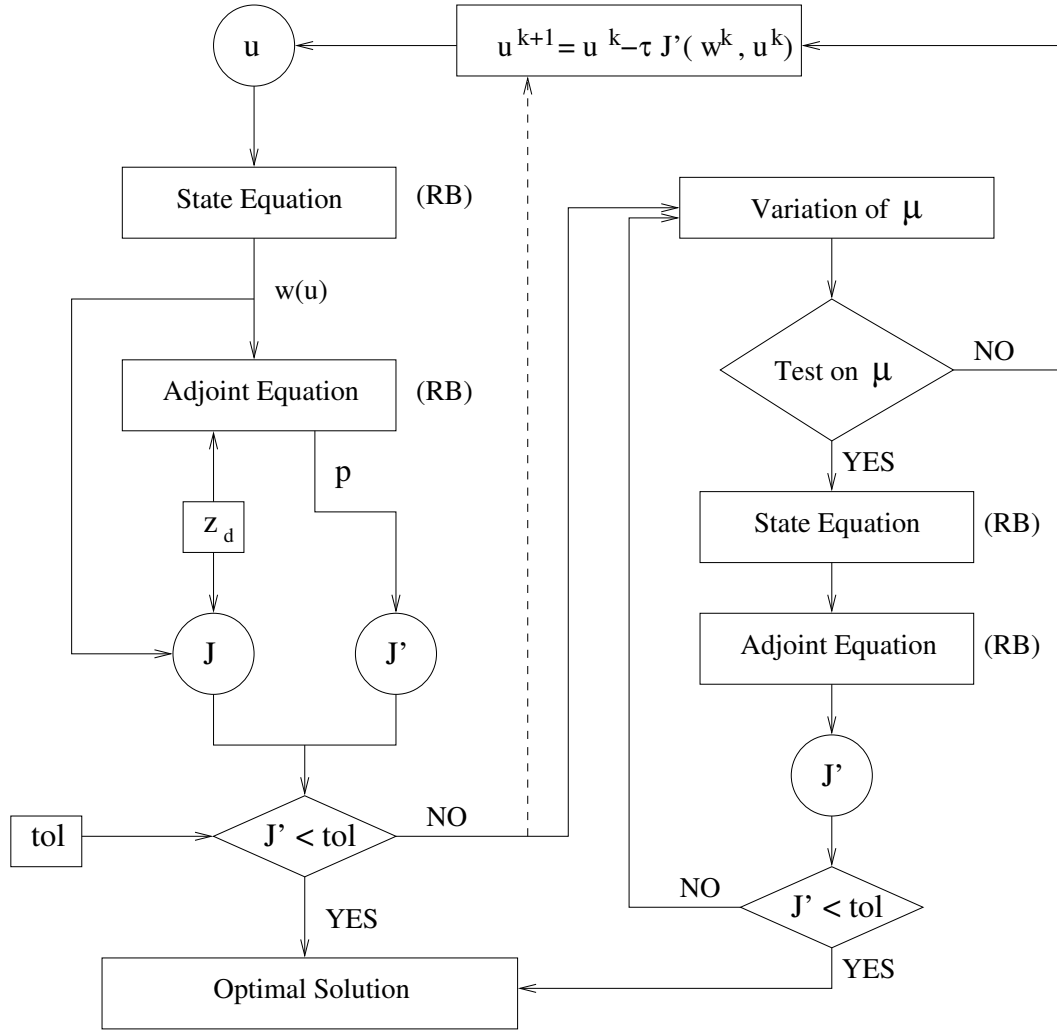 u
u^{k+1} = u^k − τ J’( w^k , u^k)
State Equation
(RB)
w(u)
Adjoint Equation
(RB)
p
z_d
J
J’
tol
J’ < tol
NO
YES
Optimal Solution
Variation of μ
Test on μ
NO
YES
State Equation
(RB)
Adjoint Equation
(RB)
J’
J’ < tol
NO
YES